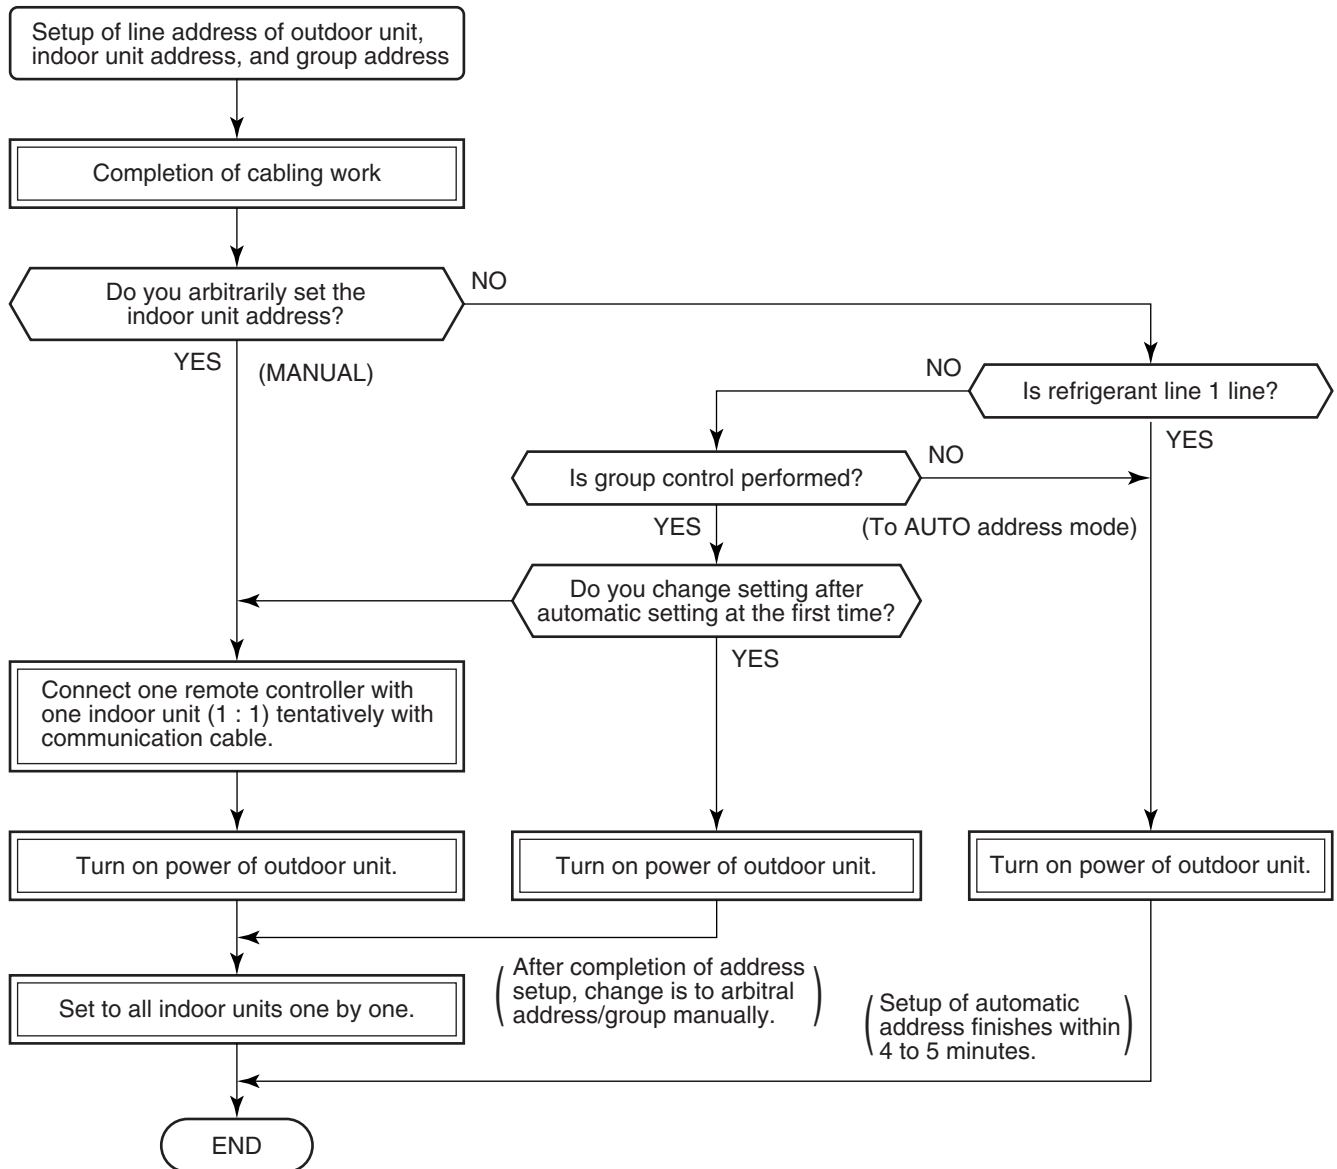 Setup of line address of outdoor unit,
indoor unit address, and group address
Completion of cabling work
Do you arbitrarily set the
indoor unit address?
NO
YES
(MANUAL)
NO
Is refrigerant line 1 line?
YES
Is group control performed?
NO
YES
(To AUTO address mode)
Do you change setting after
automatic setting at the first time?
YES
Connect one remote controller with
one indoor unit (1 : 1) tentatively with
communication cable.
Turn on power of outdoor unit.
Turn on power of outdoor unit.
Turn on power of outdoor unit.
(After completion of address
setup, change is to arbitral
address/group manually.)
Set to all indoor units one by one.
(Setup of automatic
address finishes within
4 to 5 minutes.)
END